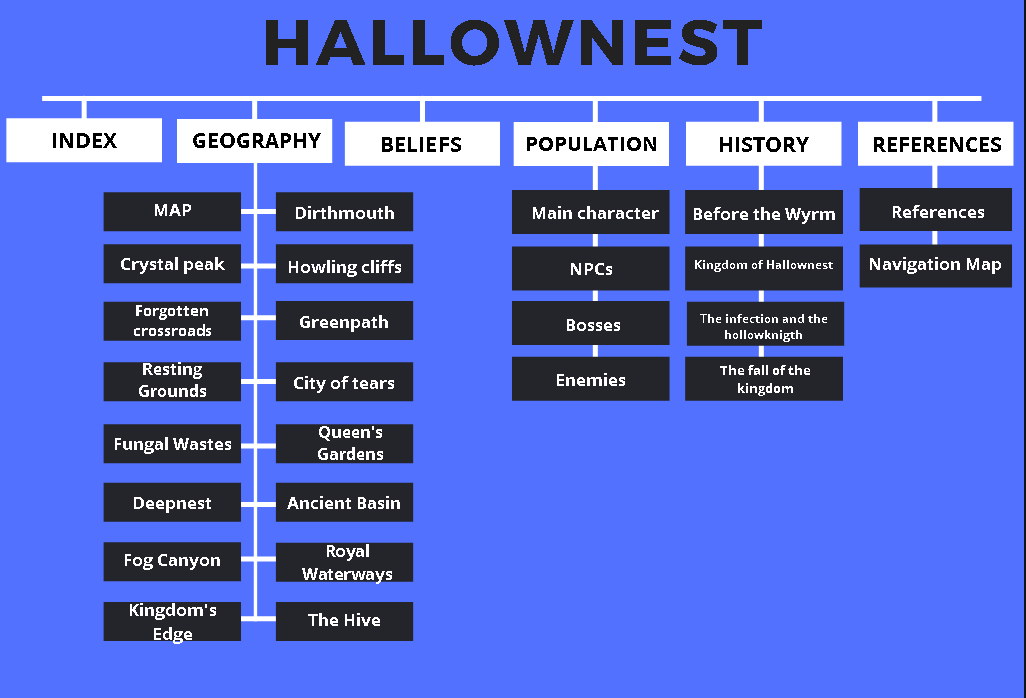 HALLOWNEST
INDEX
GEOGRAPHY
BELIEFS
POPULATION
HISTORY
REFERENCES
MAP
Dirthmouth
Crystal peak
Howling cliffs
Forgotten
crossroads
Greenpath
Resting
Grounds
City of tears
Fungal Wastes
Queen's
Gardens
Deepnest
Ancient Basin
Fog Canyon
Royal
Waterways
Kingdom's
Edge
The Hive
Main character
NPCs
Bosses
Enemies
Before the Wyrm
Kingdom of Hallownest
The infection and the
hollowknigth
The fall of the
kingdom
References
Navigation Map